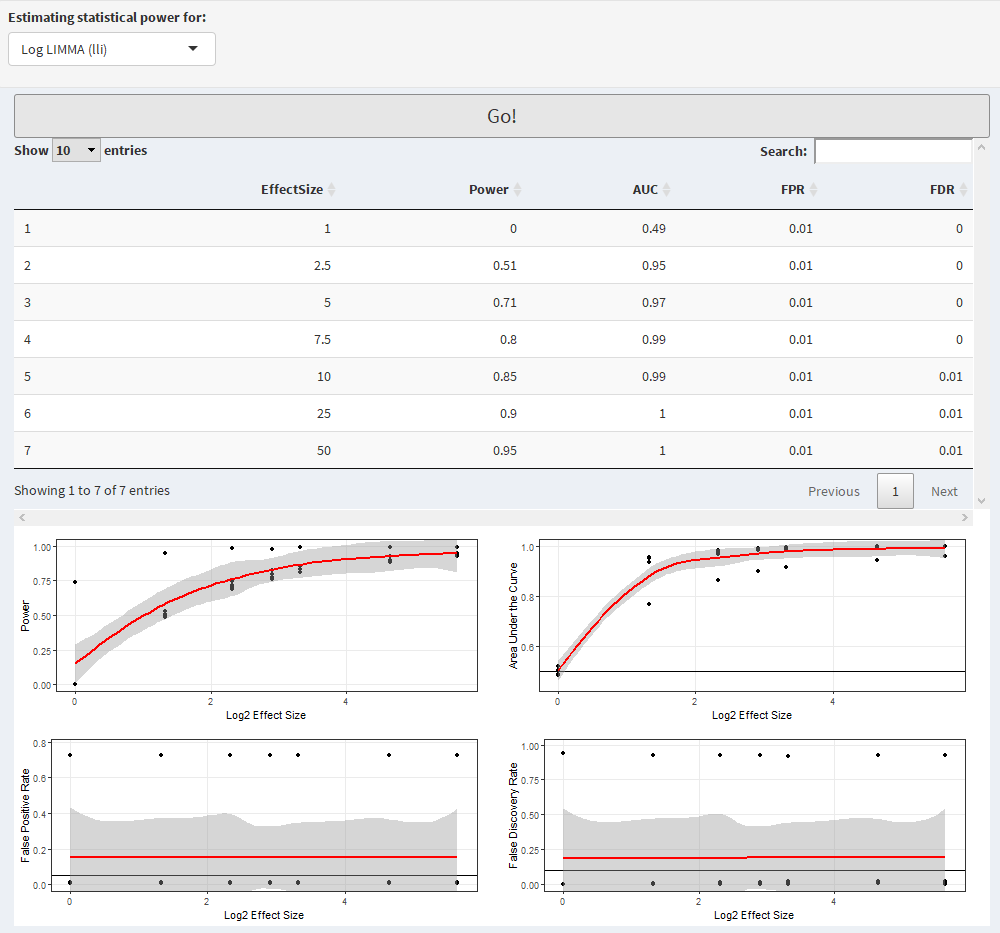 Estimating statistical power for:
Log LIMMA (lli)
Go!
Show 10 entries
Search:
EffectSize Power AUC FPR FDR
1 1 0 0.49 0.01 0
2 2.5 0.51 0.95 0.01 0
3 5 0.71 0.97 0.01 0
4 7.5 0.8 0.99 0.01 0
5 10 0.85 0.99 0.01 0.01
6 25 0.9 1 0.01 0.01
7 50 0.95 1 0.01 0.01
Showing 1 to 7 of 7 entries
Previous 1 Next
Power
1.00
0.75
0.50
0.25
0.00
0 2 4
Log2 Effect Size
Area Under the Curve
1.0
0.8
0.6
0 2 4
Log2 Effect Size
False Positive Rate
0.8
0.6
0.4
0.2
0.0
0 2 4
Log2 Effect Size
False Discovery Rate
1.00
0.75
0.50
0.25
0.00
0 2 4
Log2 Effect Size